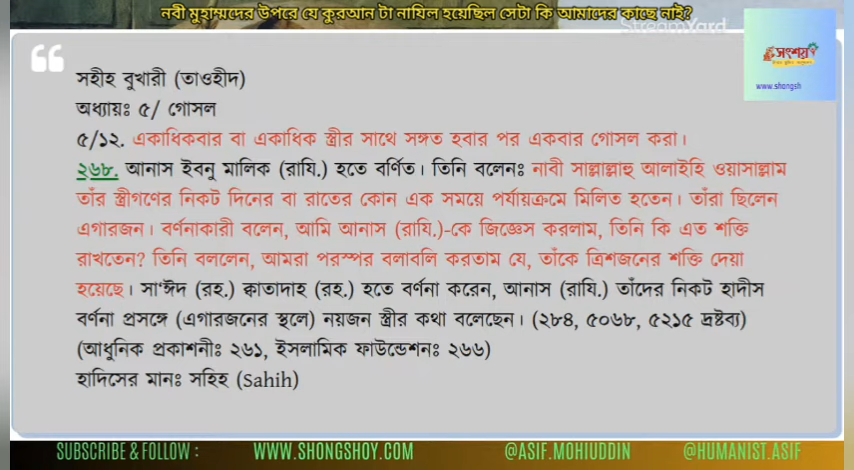 নবী মুহাম্মদের উপরে যে কুরআন টা নাযিল হয়েছিল সেটা কি আমাদের কাছে নাই?
StreamYard
সংশয়
www.shongsh
সহীহ বুখারী (তাওহীদ)
অধ্যায়ঃ ৫/ গোসল
৫/১২. একাধিকবার বা একাধিক স্ত্রীর সাথে সঙ্গত হবার পর একবার গোসল করা।
২৬৮. আনাস ইবনু মালিক (রাযি.) হতে বর্ণিত। তিনি বলেনঃ নাবী সাল্লাল্লাহু আলাইহি ওয়াসাল্লাম
তাঁর স্ত্রীগণের নিকট দিনের বা রাতের কোন এক সময়ে পর্যায়ক্রমে মিলিত হতেন। তাঁরা ছিলেন
এগারজন। বর্ণনাকারী বলেন, আমি আনাস (রাযি.)-কে জিজ্ঞেস করলাম, তিনি কি এত শক্তি
রাখতেন? তিনি বললেন, আমরা পরস্পর বলাবলি করতাম যে, তাঁকে ত্রিশজনের শক্তি দেয়া
হয়েছে। সা‘ঈদ (রহ.) ক্বাতাদাহ (রহ.) হতে বর্ণনা করেন, আনাস (রাযি.) তাঁদের নিকট হাদীস
বর্ণনা প্রসঙ্গে (এগারজনের স্থলে) নয়জন স্ত্রীর কথা বলেছেন। (২৮৪, ৫০৬৮, ৫২১৫ দ্রষ্টব্য)
(আধুনিক প্রকাশনীঃ ২৬১, ইসলামিক ফাউন্ডেশনঃ ২৬৬)
হাদিসের মানঃ সহিহ (Sahih)
SUBSCRIBE & FOLLOW : WWW.SHONGSHOY.COM @ASIF.MOHIUDDIN @HUMANIST.ASIF